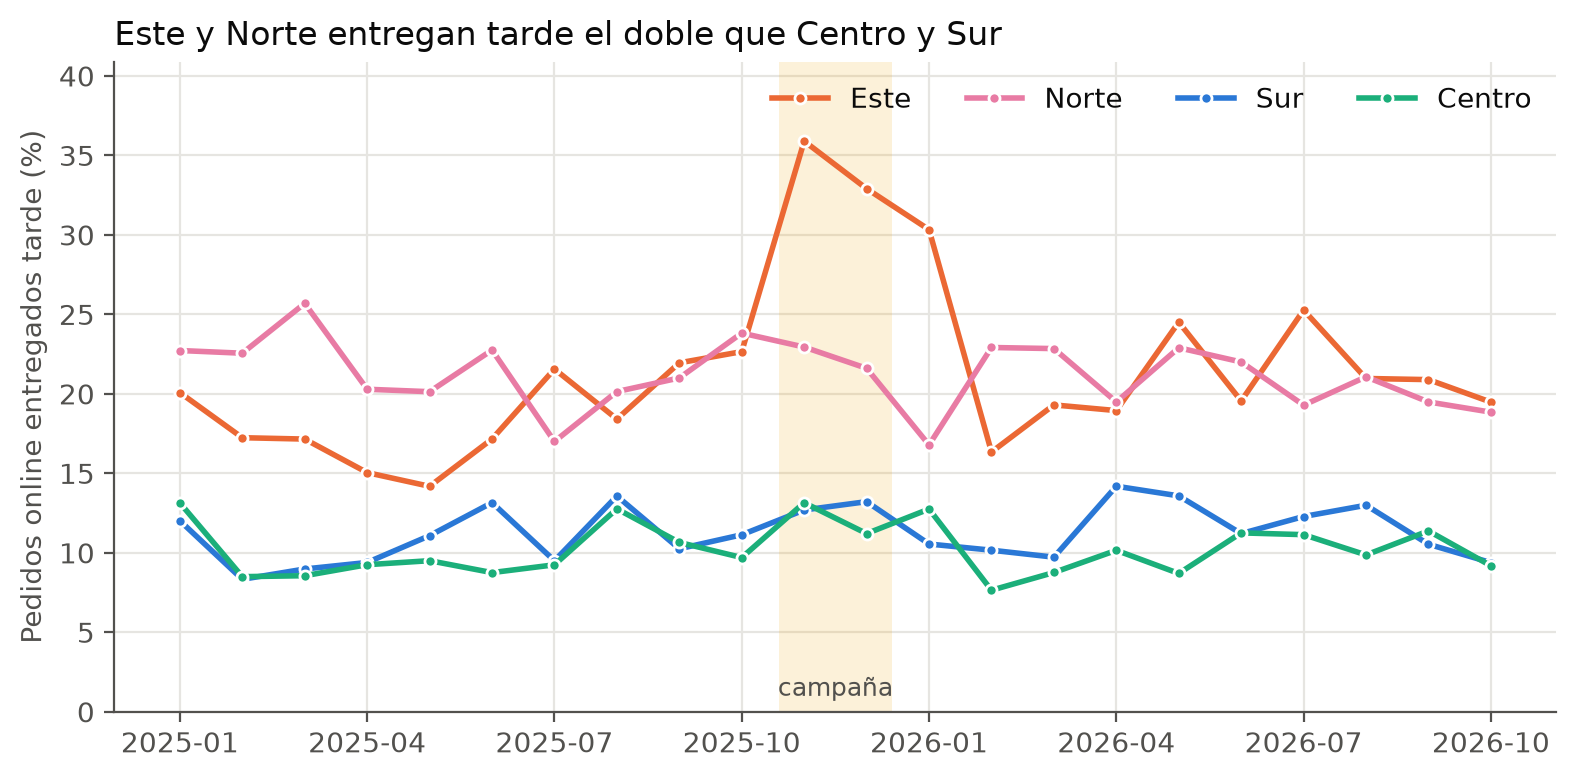 Este y Norte entregan tarde el doble que Centro y Sur
Pedidos online entregados tarde (%)
40
35
30
25
20
15
10
5
0
Este Norte Sur Centro
campaña
2025-01 2025-04 2025-07 2025-10 2026-01 2026-04 2026-07 2026-10